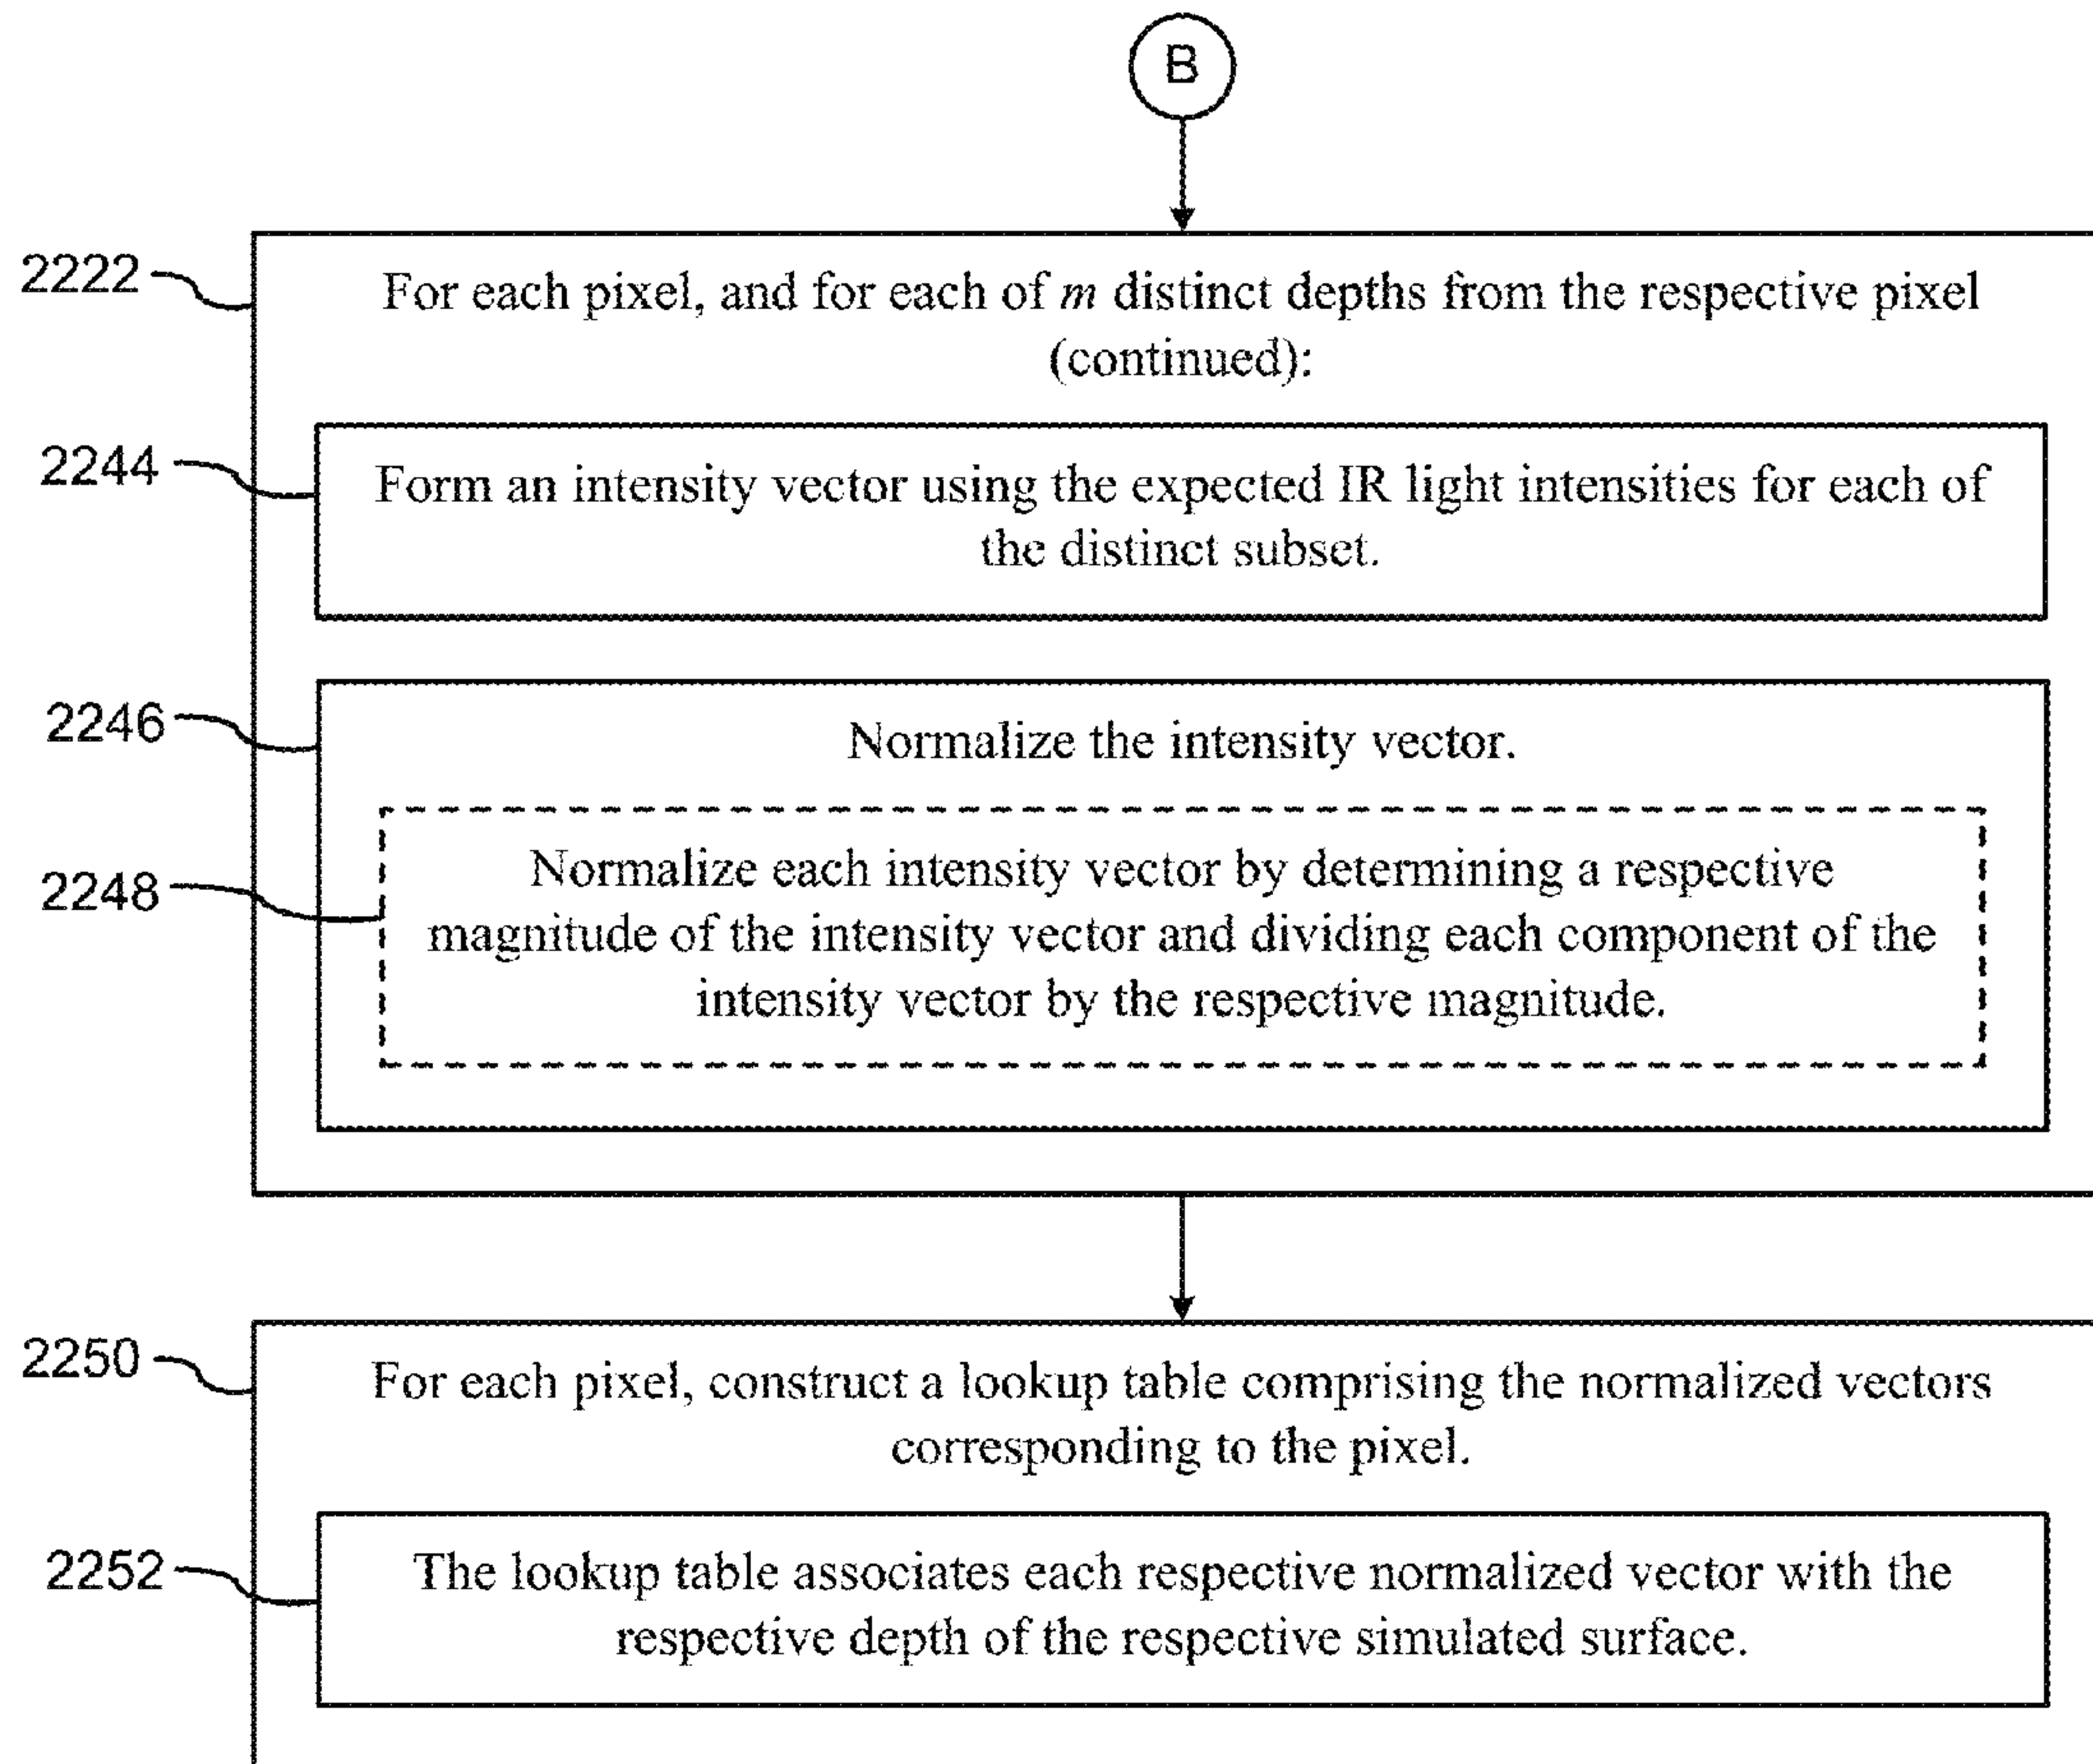 B
2222
For each pixel, and for each of m distinct depths from the respective pixel
(continued):
2244
Form an intensity vector using the expected IR light intensities for each of
the distinct subset.
2246
Normalize the intensity vector.
2248
Normalize each intensity vector by determining a respective
magnitude of the intensity vector and dividing each component of the
intensity vector by the respective magnitude.
2250
For each pixel, construct a lookup table comprising the normalized vectors
corresponding to the pixel.
2252
The lookup table associates each respective normalized vector with the
respective depth of the respective simulated surface.